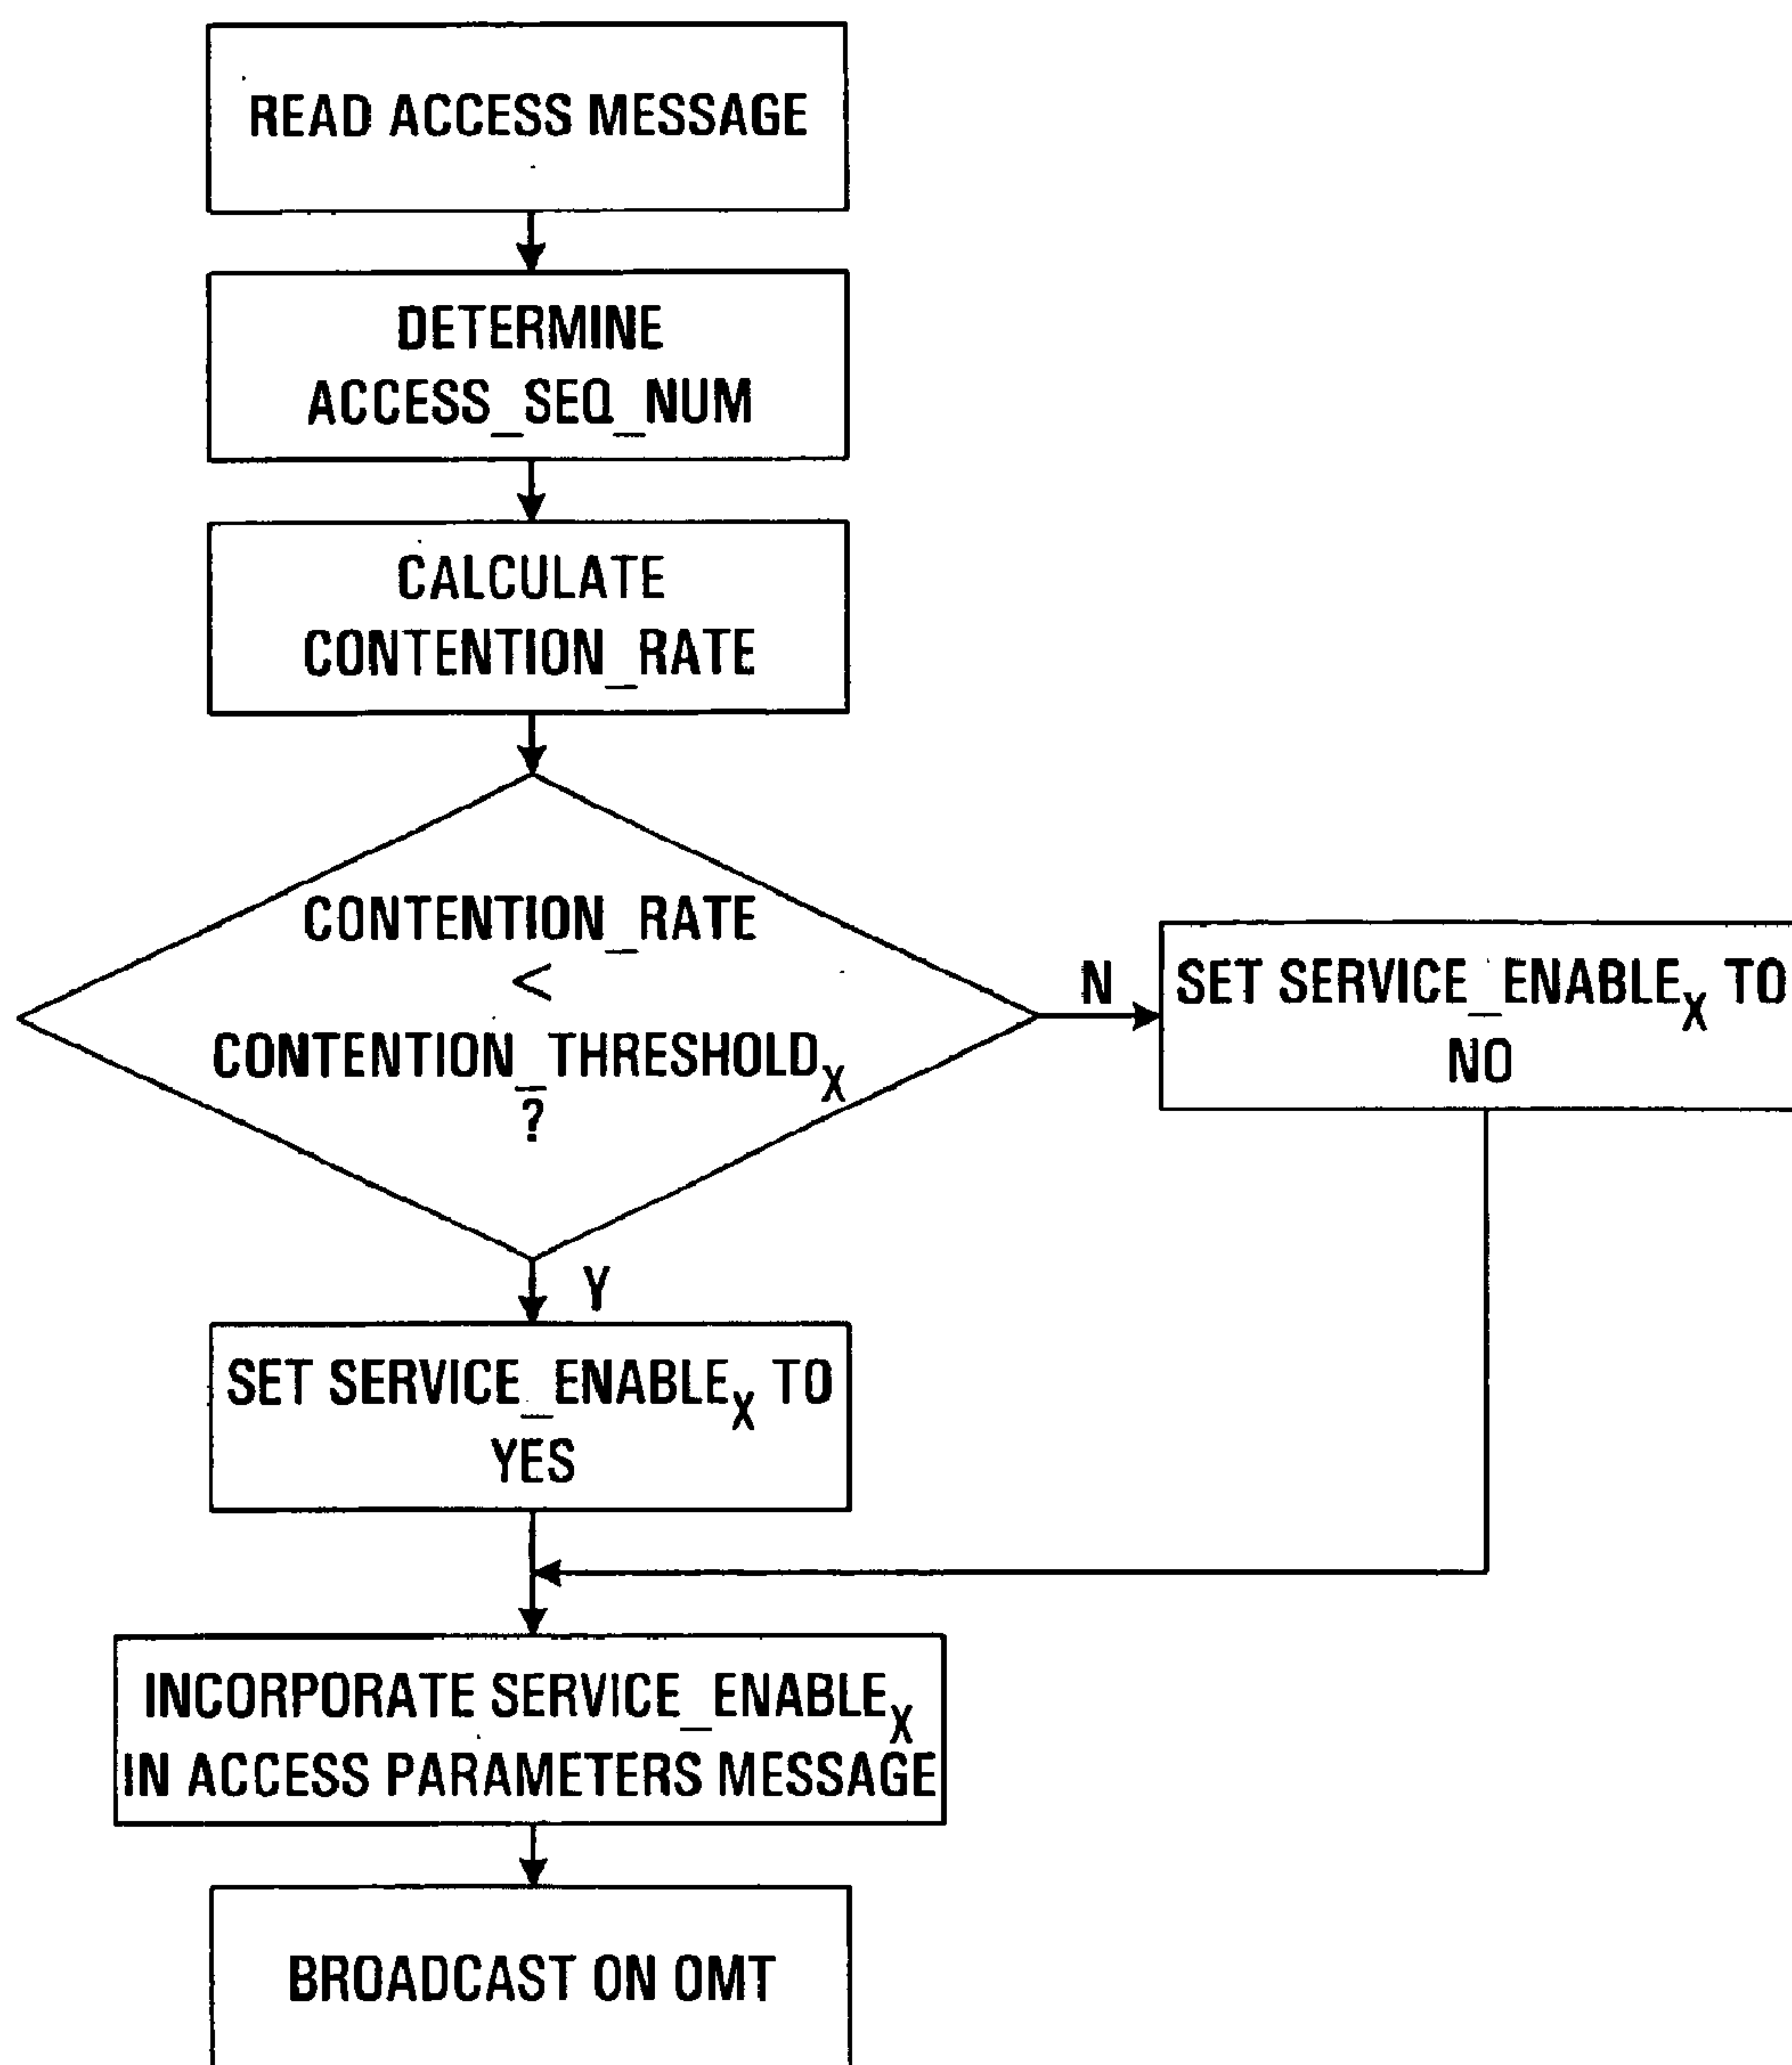 READ ACCESS MESSAGE
DETERMINE
ACCESS_SEQ_NUM
CALCULATE
CONTENTION_RATE
CONTENTION_RATE
<
CONTENTION_THRESHOLDX
?
N
SET SERVICE_ENABLEX TO
NO
Y
SET SERVICE_ENABLEX TO
YES
INCORPORATE SERVICE_ENABLEX
IN ACCESS PARAMETERS MESSAGE
BROADCAST ON OMT